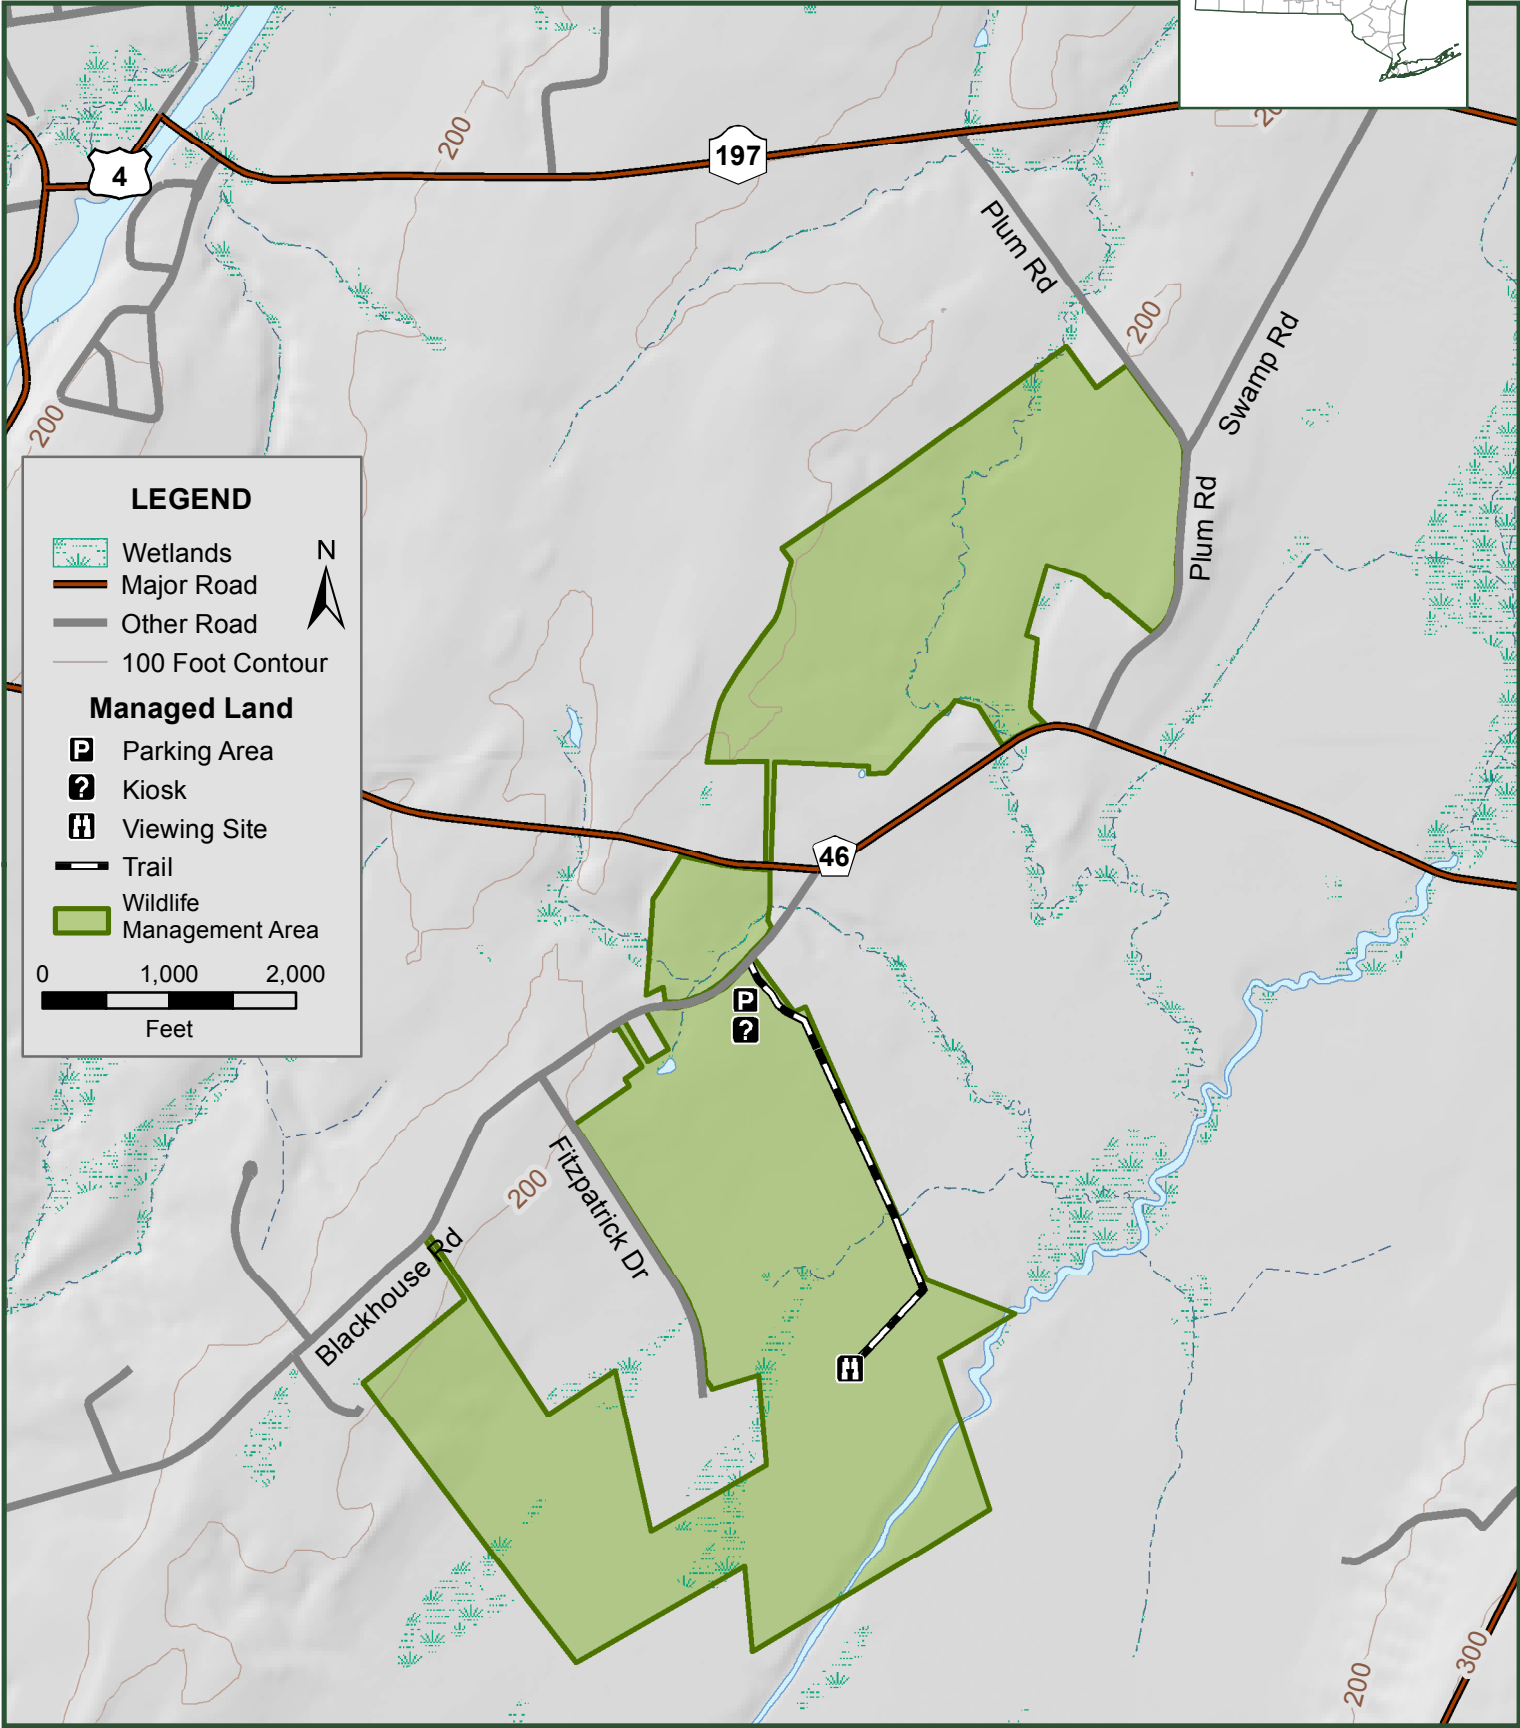 20
200
197
4
Plum Rd
200
Swamp Rd
200
LEGEND
Wetlands
N
Major Road
Other Road
100 Foot Contour
Managed Land
P
Parking Area
?
Kiosk
Viewing Site
Trail
Wildlife
Management Area
0 1,000 2,000
Feet
Plum Rd
46
P
?
Fitzpatrick Dr
200
Blackhouse Rd
300
200